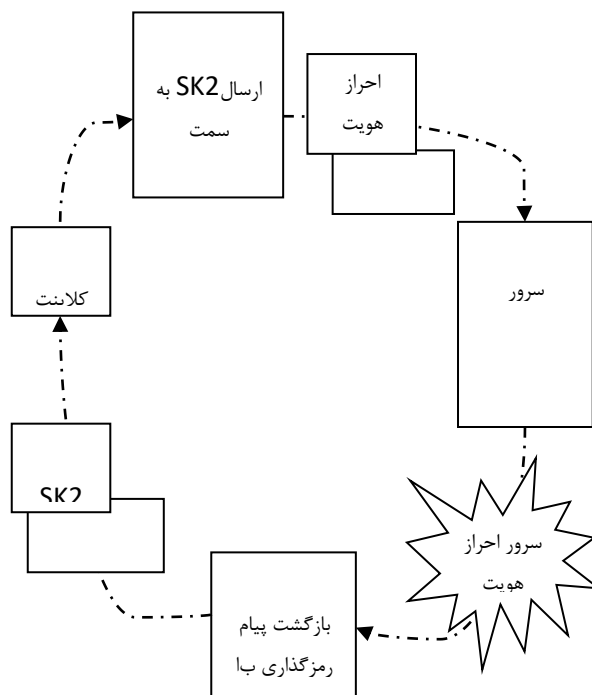 ارسال SK2 به
سمت
احراز
هویت
سرور
سرور احراز
هویت
بازگشت پیام
رمزگذاری با
SK2
کلاینت